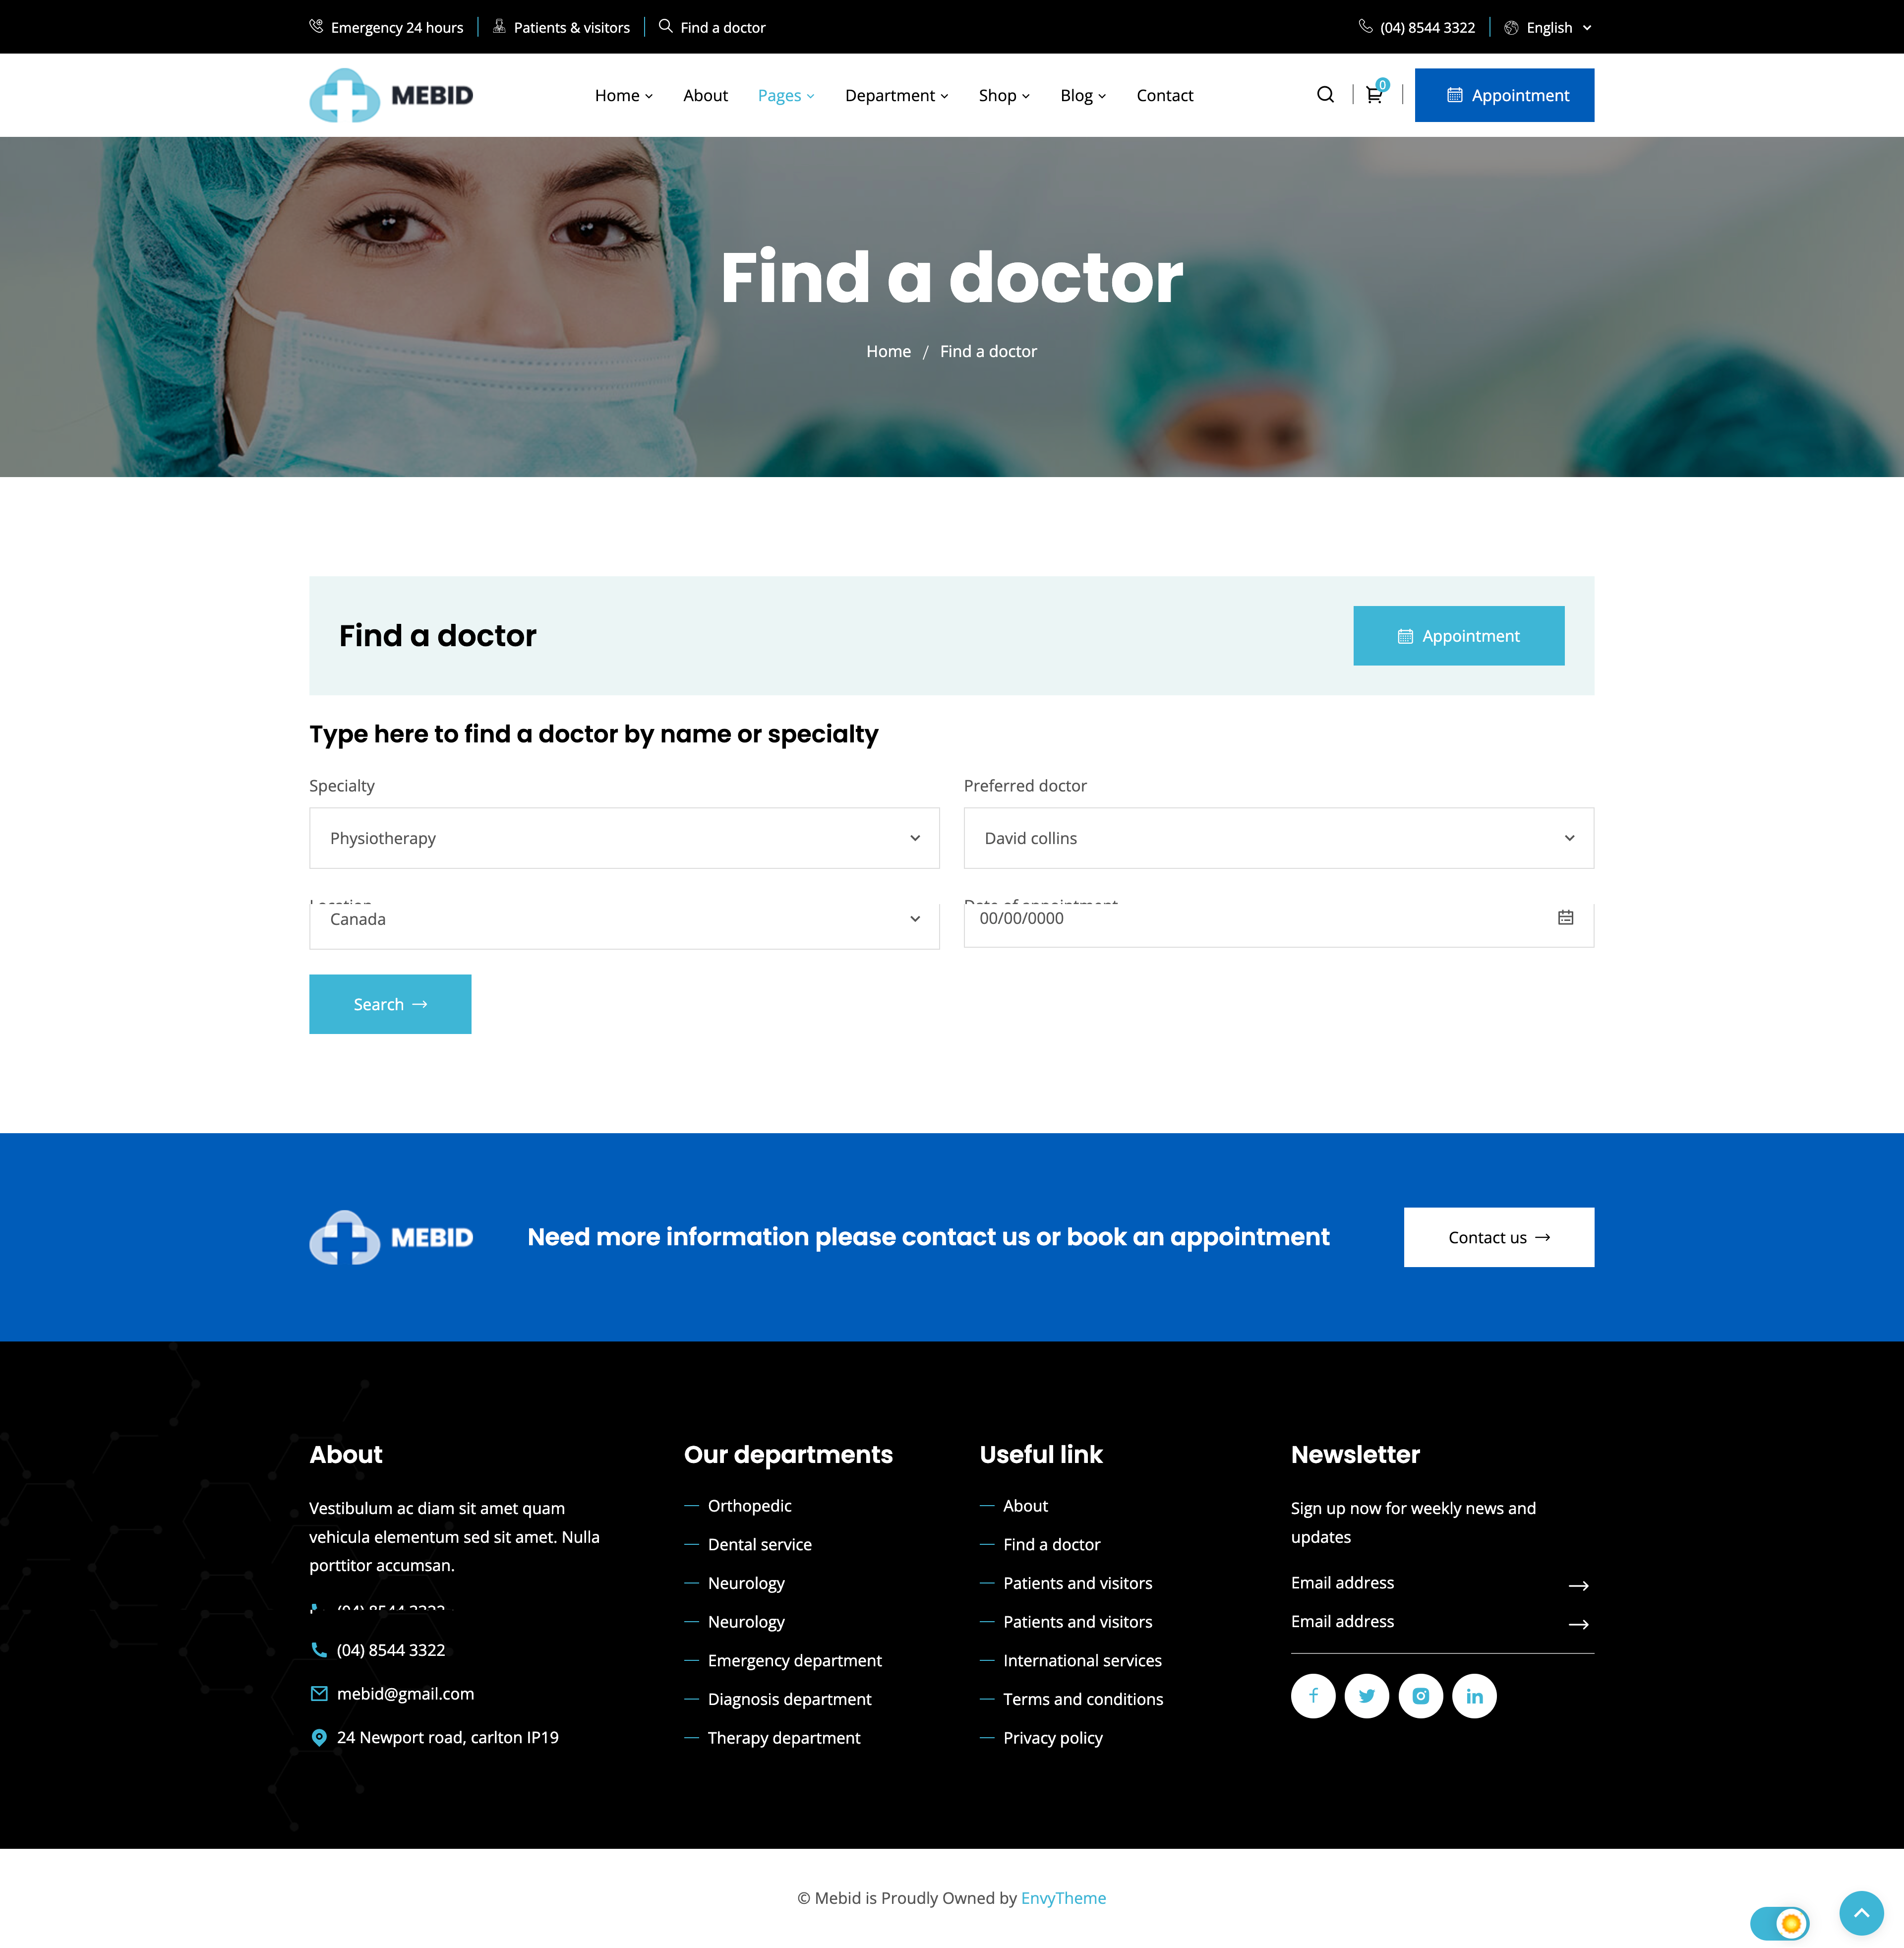 Emergency 24 hours
Patients & visitors
Find a doctor
(04) 8544 3322
English
MEBID
Home
About
Pages
Department
Shop
Blog
Contact
0
Appointment
Find a doctor
Home / Find a doctor
Find a doctor
Appointment
Type here to find a doctor by name or specialty
Specialty
Preferred doctor
Physiotherapy
David collins
Location
Date of appointment
Canada
00/00/0000
Search
MEBID
Need more information please contact us or book an appointment
Contact us
About
Vestibulum ac diam sit amet quam
vehicula elementum sed sit amet. Nulla
porttitor accumsan.
(04) 8544 3322
(04) 8544 3322
mebid@gmail.com
24 Newport road, carlton IP19
Our departments
Orthopedic
Dental service
Neurology
Neurology
Emergency department
Diagnosis department
Therapy department
Useful link
About
Find a doctor
Patients and visitors
Patients and visitors
International services
Terms and conditions
Privacy policy
Newsletter
Sign up now for weekly news and
updates
Email address
Email address
© Mebid is Proudly Owned by EnvyTheme